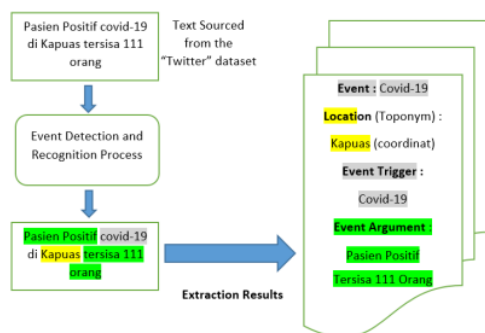 Pasien Positif covid-19
di Kapuas tersisa 111
orang
Text Sourced
from the
“Twitter” dataset
Event Detection and
Recognition Process
Pasien Positif covid-19
di Kapuas tersisa 111
orang
Extraction Results
Event : Covid-19
Location (Toponym) :
Kapuas (coordinat)
Event Trigger :
Covid-19
Event Argument :
Pasien Positif
Tersisa 111 Orang